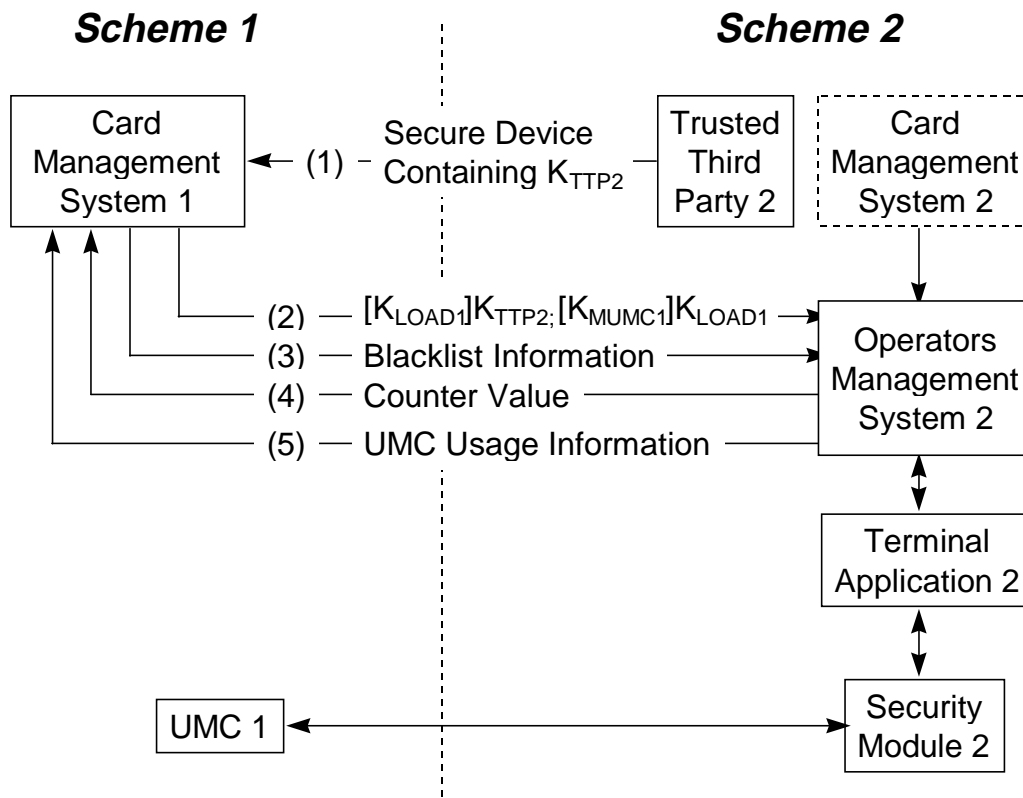 Scheme 1
Scheme 2
Card
Management
System 1
(1)
Secure Device
Containing K_TTP2
Trusted
Third
Party 2
Card
Management
System 2
(2) [K_LOAD1]K_TTP2; [K_MUMC1]K_LOAD1
(3) Blacklist Information
(4) Counter Value
(5) UMC Usage Information
Operators
Management
System 2
Terminal
Application 2
UMC 1
Security
Module 2